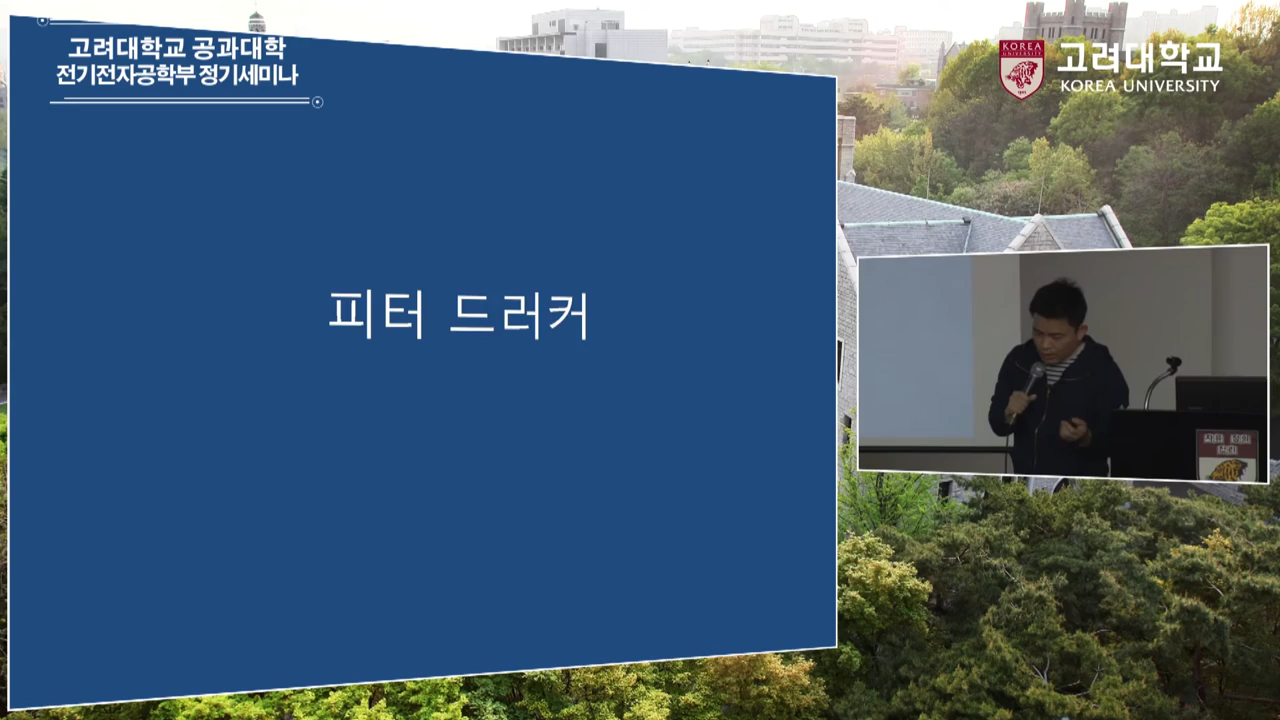 고려대학교 공과대학
전기전자공학부 정기세미나
KOREA
UNIVERSITY
고려대학교
KOREA UNIVERSITY
피터 드러커